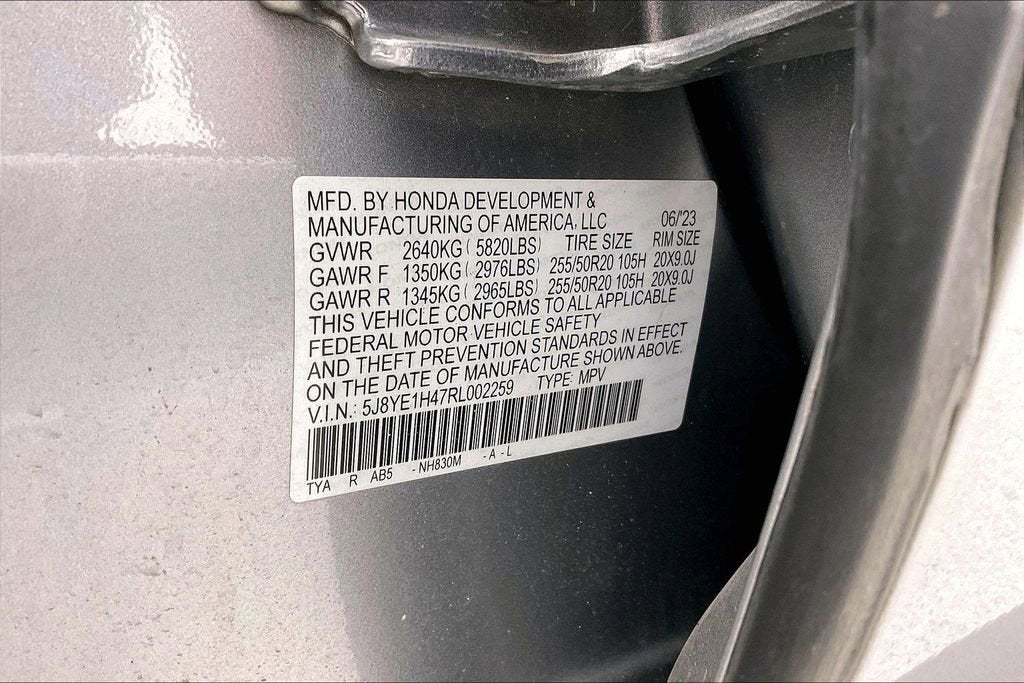 MFD. BY HONDA DEVELOPMENT &
MANUFACTURING OF AMERICA, LLC 06/'23
GVWR 2640KG ( 5820LBS) TIRE SIZE RIM SIZE
GAWR F 1350KG ( 2976LBS) 255/50R20 105H 20X9.0J
GAWR R 1345KG ( 2965LBS) 255/50R20 105H 20X9.0J
THIS VEHICLE CONFORMS TO ALL APPLICABLE
FEDERAL MOTOR VEHICLE SAFETY
AND THEFT PREVENTION STANDARDS IN EFFECT
ON THE DATE OF MANUFACTURE SHOWN ABOVE.
V.I.N.: 5J8YE1H47RL002259 TYPE: MPV
TYA R AB5 - NH830M - A - L